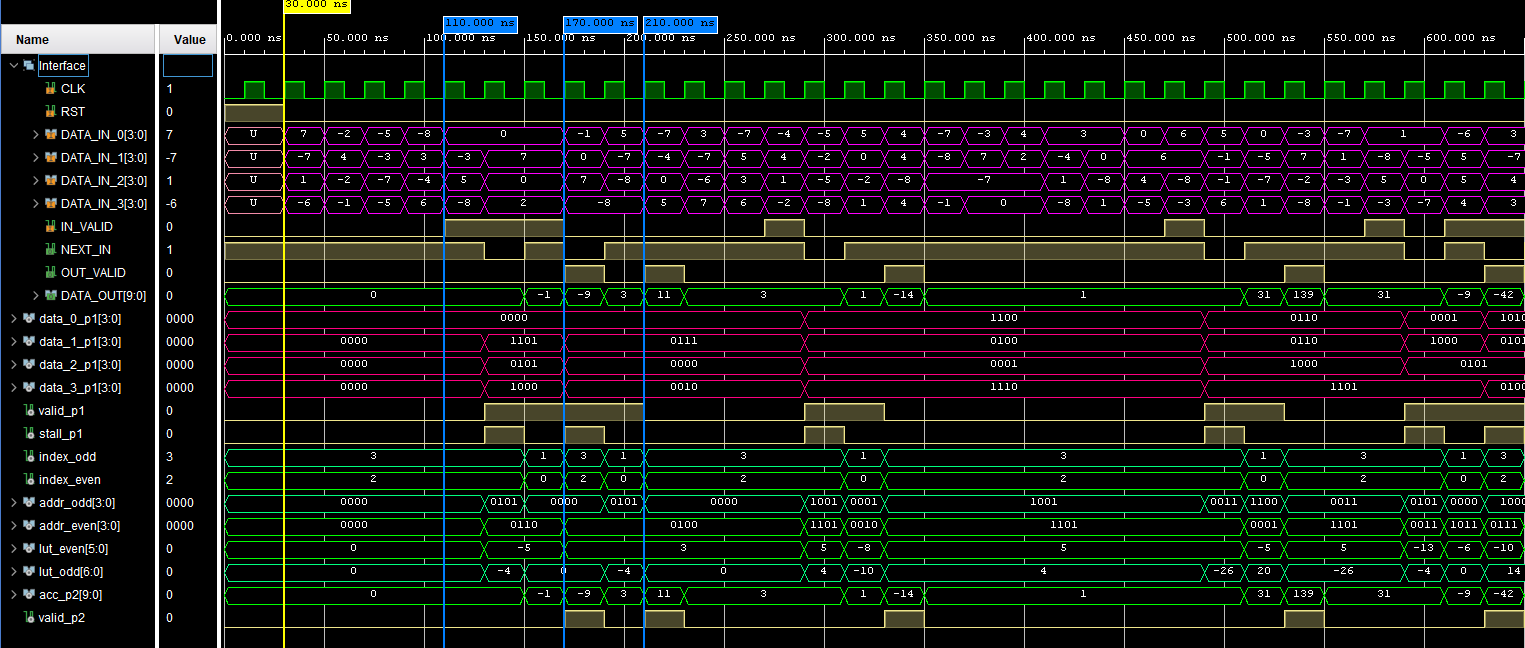 30.000 ns
110.000 ns 170.000 ns 210.000 ns
0.000 ns 50.000 ns 100.000 ns 150.000 ns 200.000 ns 300.000 ns 350.000 ns 400.000 ns 450.000 ns 500.000 ns 550.000 ns 600.000 ns
Name Value
Interface
CLK 1
RST 0
DATA_IN_0[3:0] 7 U 7 -2 -5 -8 0 -1 5 -7 3 -7 -4 -5 5 4 -7 -3 4 3 0 6 5 0 -3 -7 1 -6 3
DATA_IN_1[3:0] -7 U -7 4 -3 3 -3 7 0 -7 -4 -7 5 4 -2 0 4 -8 7 2 -4 0 6 -1 -5 7 1 -8 -5 5 -7
DATA_IN_2[3:0] 1 U 1 -2 -7 -4 5 0 7 -8 0 -6 3 1 -5 -2 -8 -7 1 -8 4 -8 -1 -7 -2 -3 5 0 5 4
DATA_IN_3[3:0] -6 U -6 -1 -5 6 -8 2 -8 5 7 6 -2 -8 1 4 -1 0 -8 1 -5 -3 6 1 -8 -1 -3 -7 4 3
IN_VALID 0
NEXT_IN 1
OUT_VALID 0
DATA_OUT[9:0] 0 0 -1 -9 3 11 3 1 -14 1 31 139 31 -9 -42
data_0_p1[3:0] 0000 0000 1100 0110 0001 1010
data_1_p1[3:0] 0000 0000 1101 0111 0100 0110 1000 0101
data_2_p1[3:0] 0000 0000 0101 0000 0001 1000 0101
data_3_p1[3:0] 0000 0000 1000 0010 1110 1101 0100
valid_p1 0
stall_p1 0
index_odd 3 3 1 3 1 3 1 3 1 3 1 3
index_even 2 2 0 2 0 2 0 2 0 2 0 2
addr_odd[3:0] 0000 0000 0101 0000 0101 0000 1001 0001 1001 0011 1100 0011 0101 0000 1000
addr_even[3:0] 0000 0000 0110 0100 1101 0010 1101 0001 1101 0011 1011 0111
lut_even[5:0] 0 0 -5 3 5 -8 5 -5 5 -13 -6 -10
lut_odd[6:0] 0 0 -4 0 -4 0 4 -10 4 -26 20 -26 -4 0 14
acc_p2[9:0] 0 0 -1 -9 3 11 3 1 -14 1 31 139 31 -9 -42
valid_p2 0